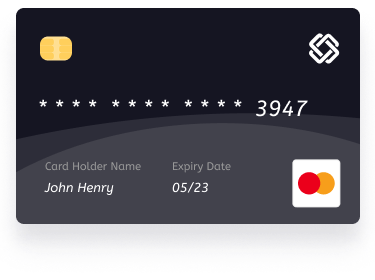 * * * * * * * * * * * * 3947
Card Holder Name Expiry Date
John Henry 05/23